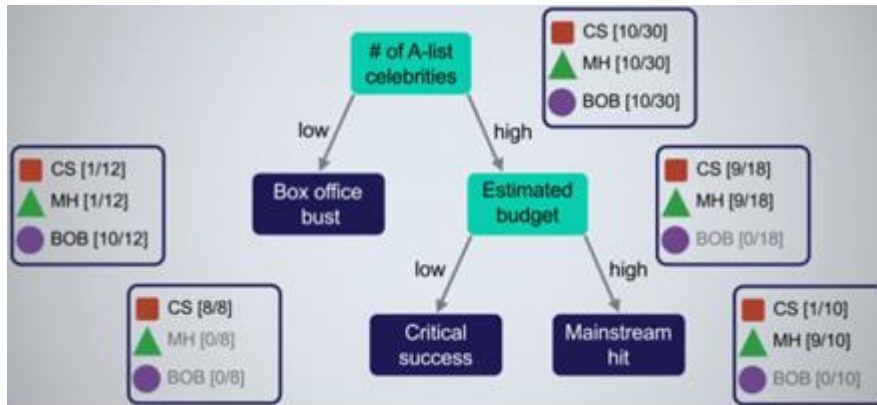 # of A-list
celebrities
CS [10/30]
MH [10/30]
BOB [10/30]
low
high
CS [1/12]
MH [1/12]
BOB [10/12]
Box office
bust
Estimated
budget
CS [9/18]
MH [9/18]
BOB [0/18]
low
high
CS [8/8]
MH [0/8]
BOB [0/8]
Critical
success
Mainstream
hit
CS [1/10]
MH [9/10]
BOB [0/10]